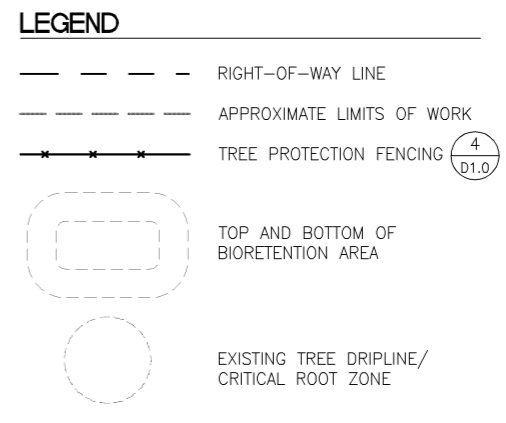 LEGEND
RIGHT-OF-WAY LINE
APPROXIMATE LIMITS OF WORK
TREE PROTECTION FENCING
4
D1.0
TOP AND BOTTOM OF
BIORETENTION AREA
EXISTING TREE DRIPLINE/
CRITICAL ROOT ZONE